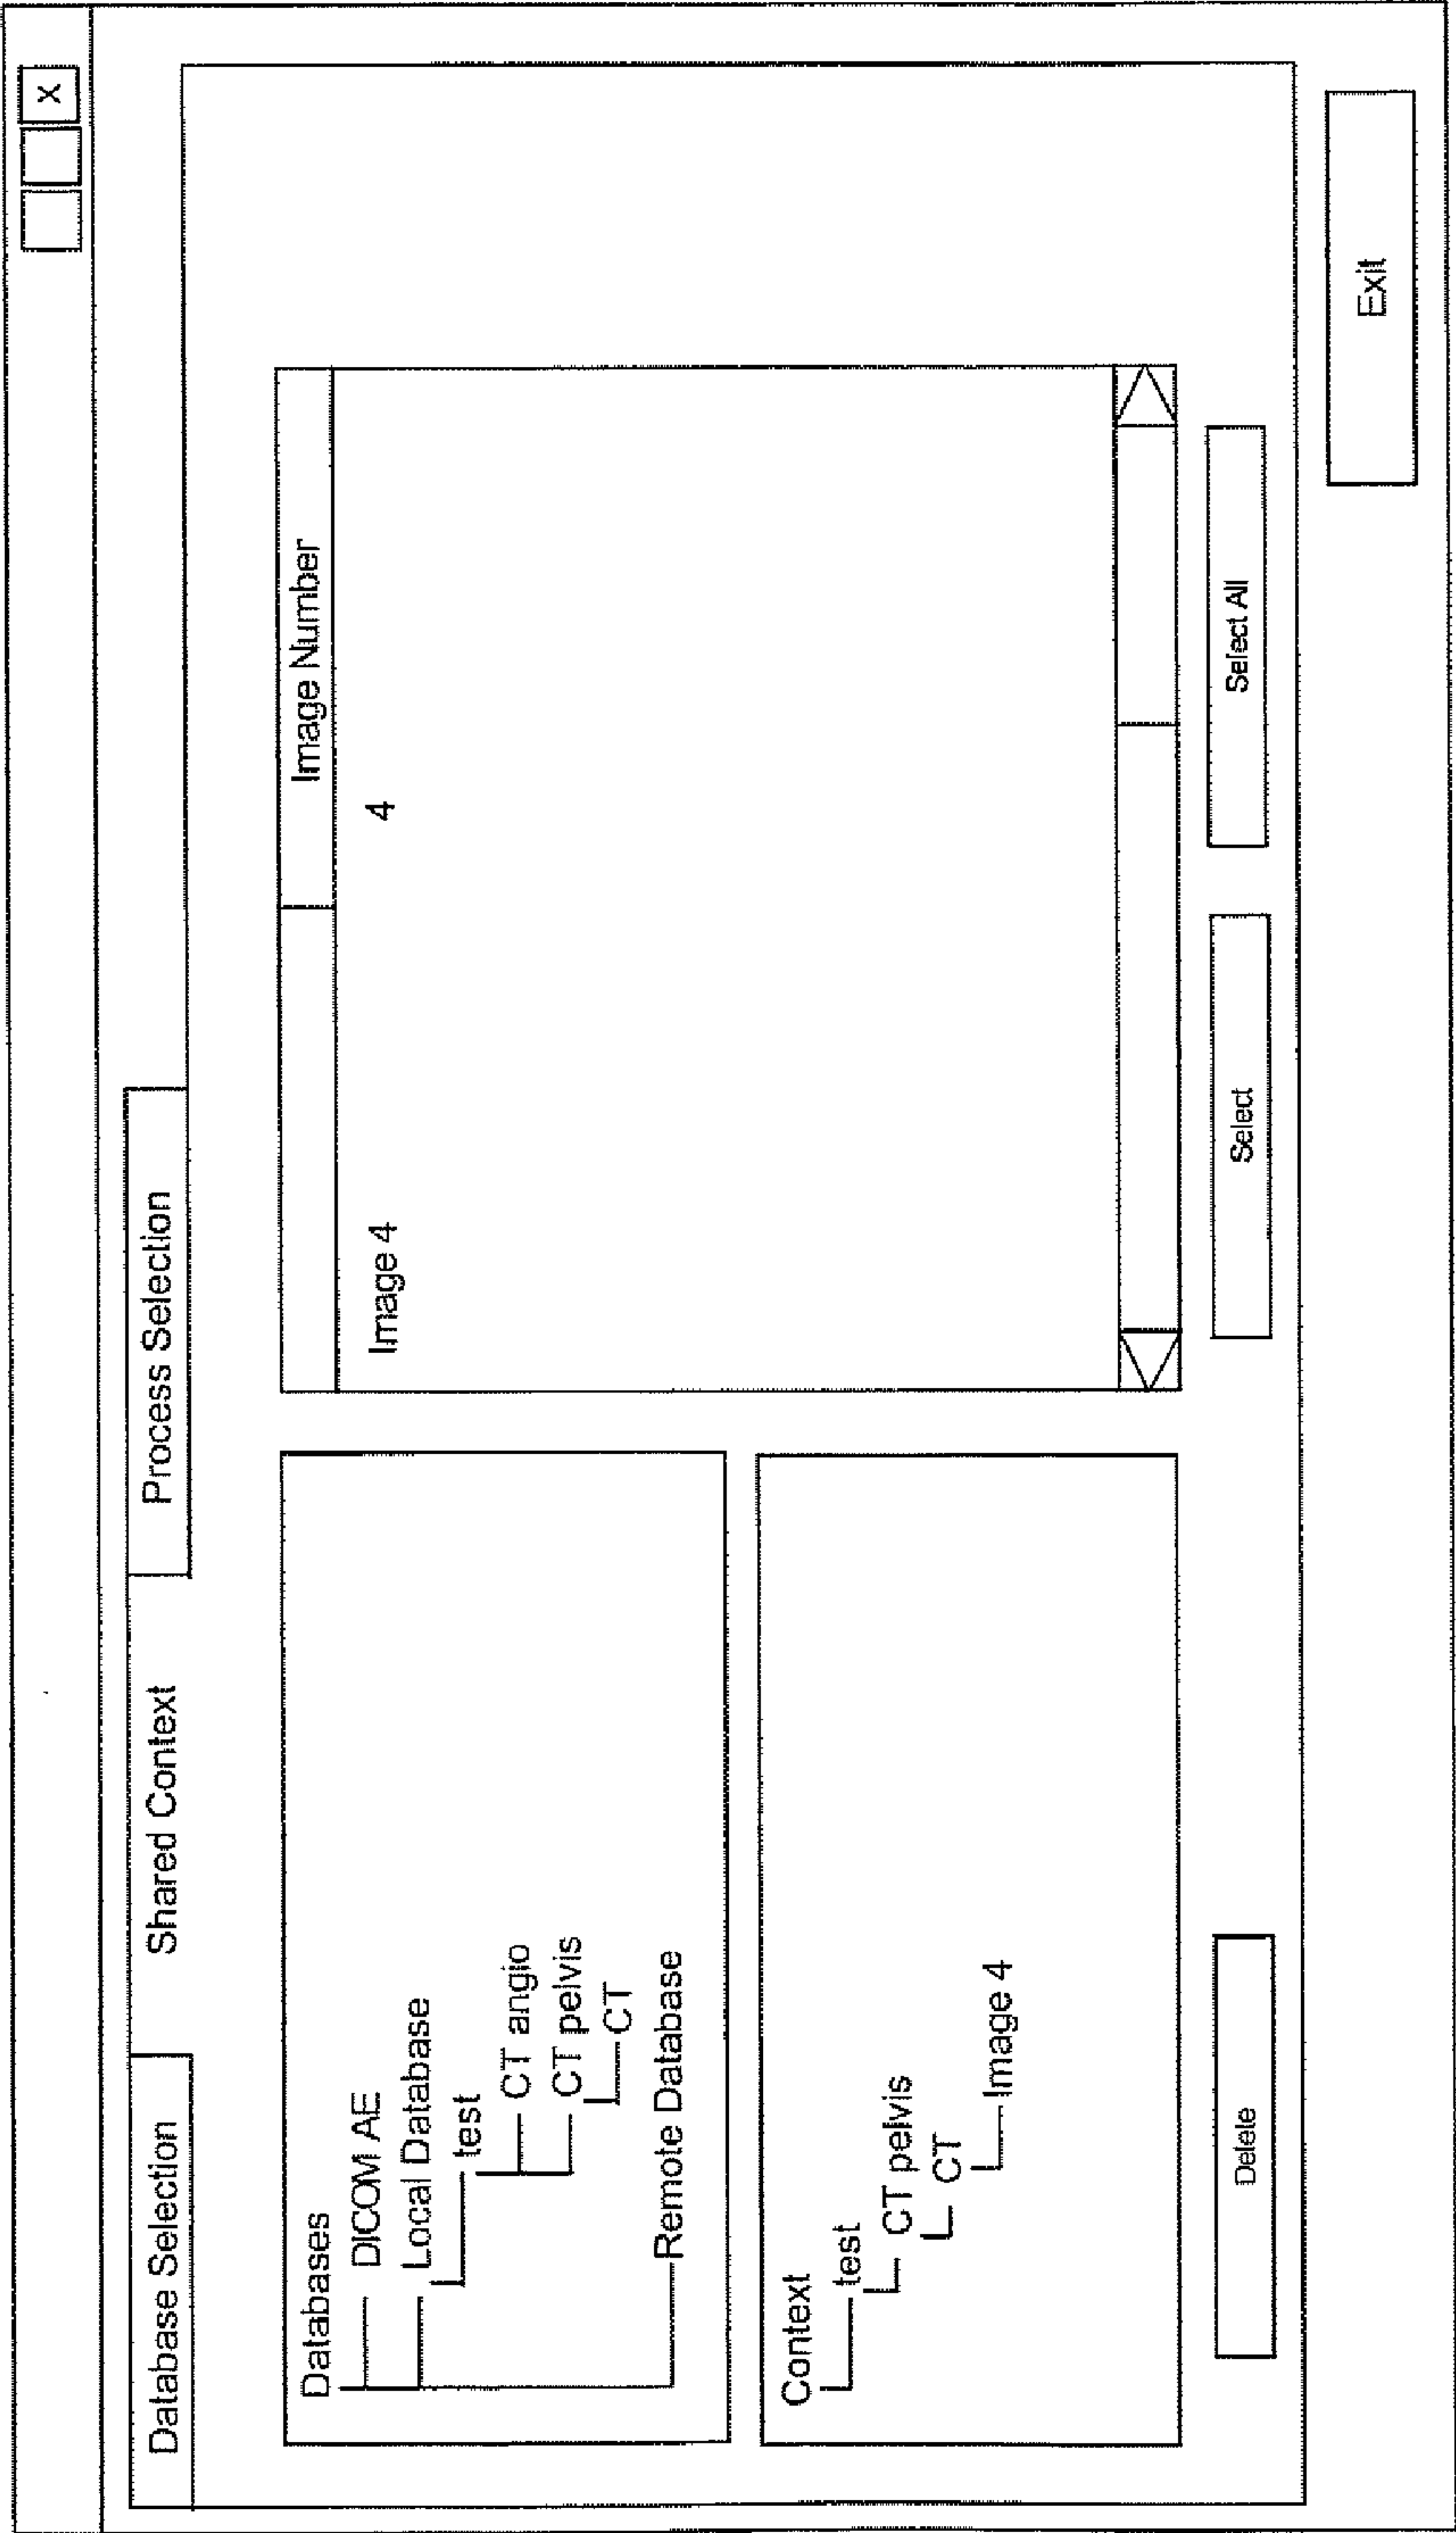 X
Database Selection
Shared Context
Process Selection
Databases
DICOM AE
Local Database
test
CT angio
CT pelvis
CT
Remote Database
Context
test
CT pelvis
CT
Image 4
Image Number
Image 4 4
Delete
Select
Select All
Exit